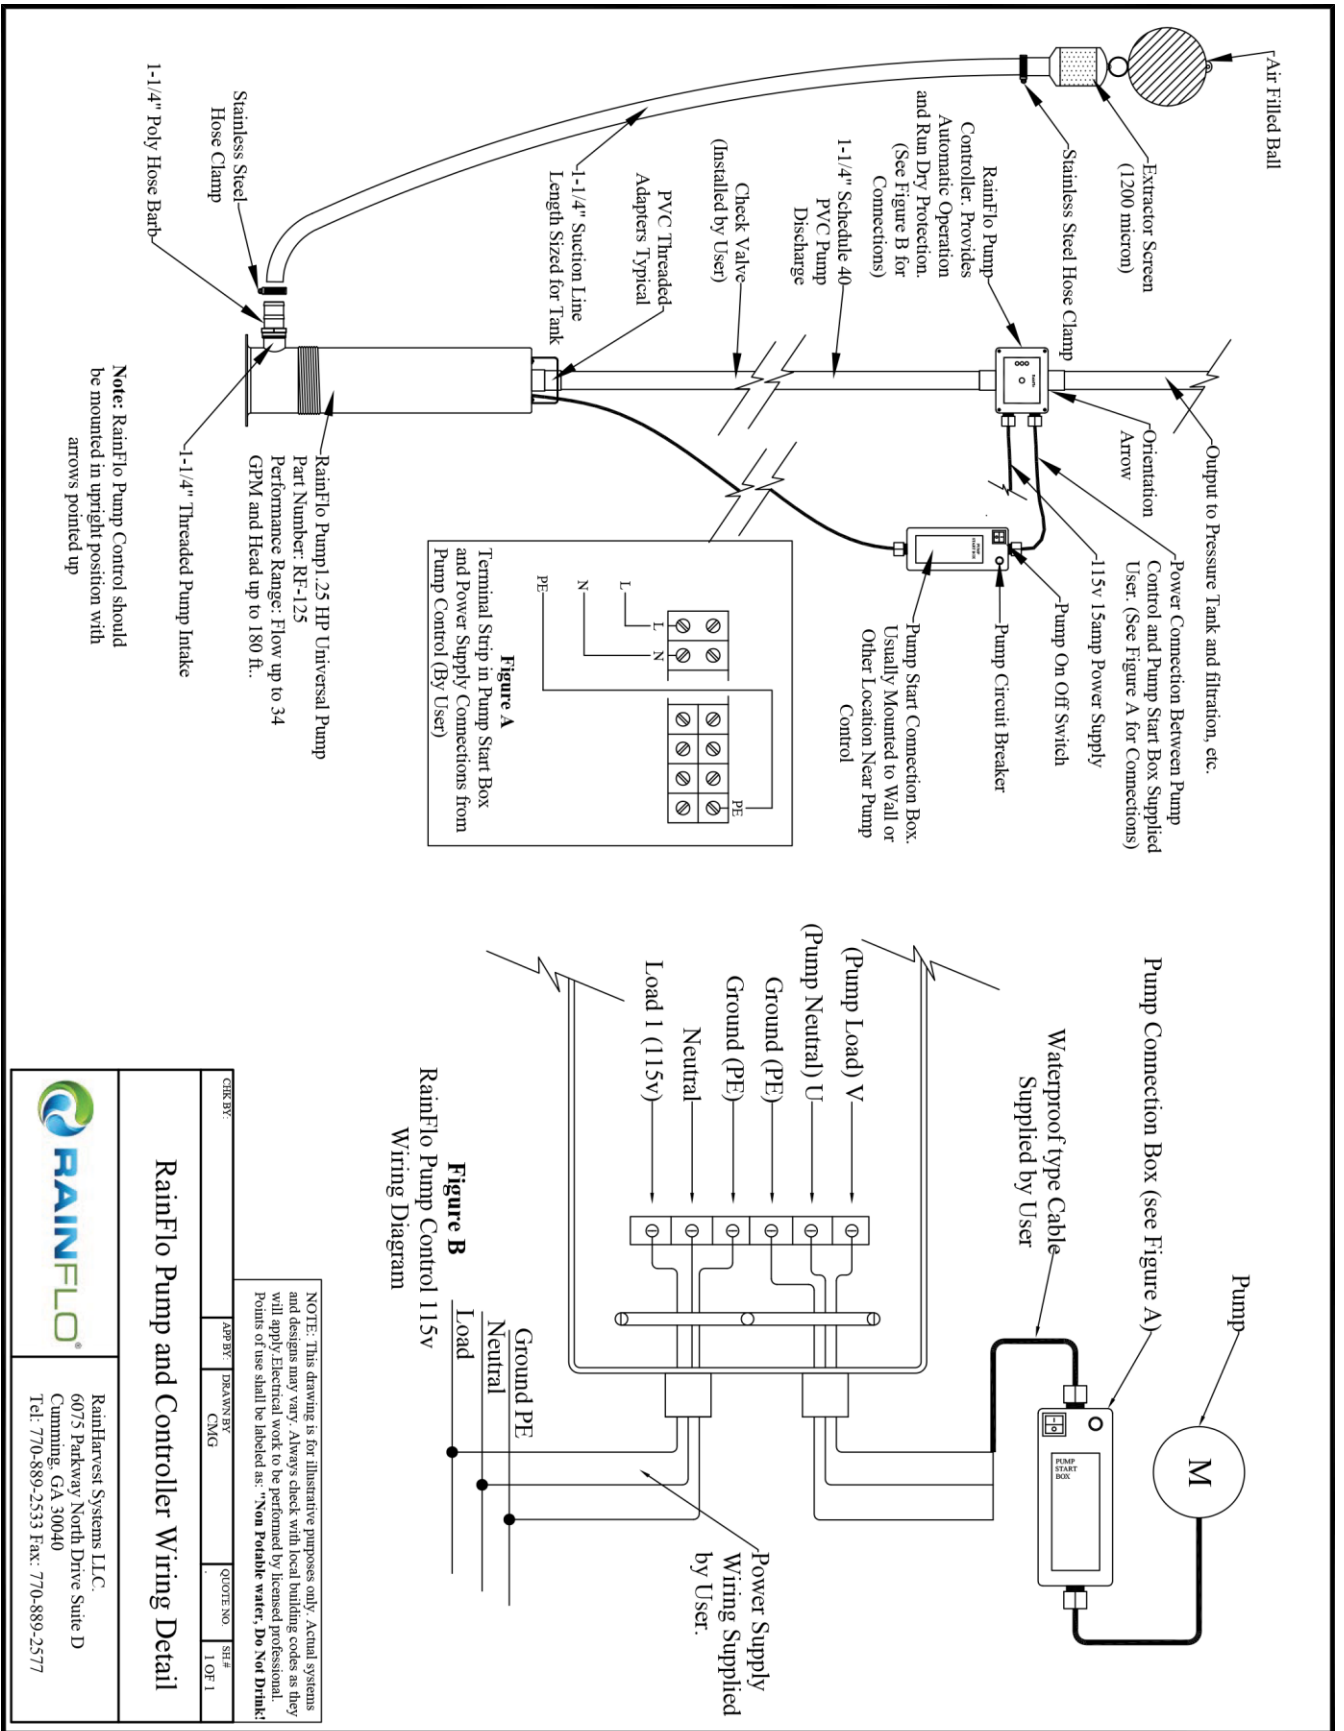 Air Filled Ball
Extractor Screen
(1200 micron)
Stainless Steel Hose Clamp
RainFlo Pump
Controller. Provides
Automatic Operation
and Run Dry Protection.
(See Figure B for
Connections)
1-1/4" Schedule 40
PVC Pump
Discharge
Check Valve
(Installed by User)
PVC Threaded
Adapters Typical
1-1/4" Suction Line
Length Sized for Tank
Stainless Steel
Hose Clamp
1-1/4" Poly Hose Barb
Output to Pressure Tank and filtration, etc.
Orientation
Arrow
Power Connection Between Pump
Control and Pump Start Box Supplied
User. (See Figure A for Connections)
115v 15amp Power Supply
Pump On Off Switch
Pump Circuit Breaker
PUMP
START BOX
Pump Start Connection Box.
Usually Mounted to Wall or
Other Location Near Pump
Control
L
N
PE
L
N
PE
Figure A
Terminal Strip in Pump Start Box
and Power Supply Connections from
Pump Control (By User)
RainFlo Pump1.25 HP Universal Pump
Part Number: RF-125
Performance Range: Flow up to 34
GPM and Head up to 180 ft..
1-1/4" Threaded Pump Intake
Note: RainFlo Pump Control should
be mounted in upright position with
arrows pointed up
Pump
M
Pump Connection Box (see Figure A)
PUMP
START
BOX
Waterproof type Cable
Supplied by User
(Pump Load) V
(Pump Neutral) U
Ground (PE)
Ground (PE)
Neutral
Load 1 (115v)
Power Supply
Wiring Supplied
by User.
Ground PE
Neutral
Load
Figure B
RainFlo Pump Control 115v
Wiring Diagram
NOTE: This drawing is for illustrative purposes only. Actual systems
and designs may vary. Always check with local building codes as they
will apply.Electrical work to be performed by licensed professional.
Points of use shall be labeled as: "Non Potable water, Do Not Drink!
CHK BY:
APP BY:
DRAWN BY
CMG
QUOTE NO.
SH.#
1 OF 1
RainFlo Pump and Controller Wiring Detail
RAINFLO®
RainHarvest Systems LLC.
6075 Parkway North Drive Suite D
Cumming, GA 30040
Tel: 770-889-2533 Fax: 770-889-2577